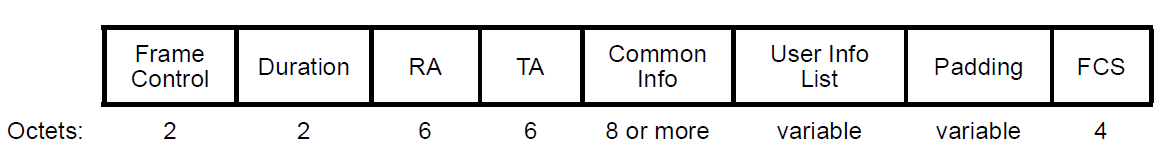 Frame
Control
Duration
RA
TA
Common
Info
User Info
List
Padding
FCS
Octets: 2 2 6 6 8 or more variable variable 4